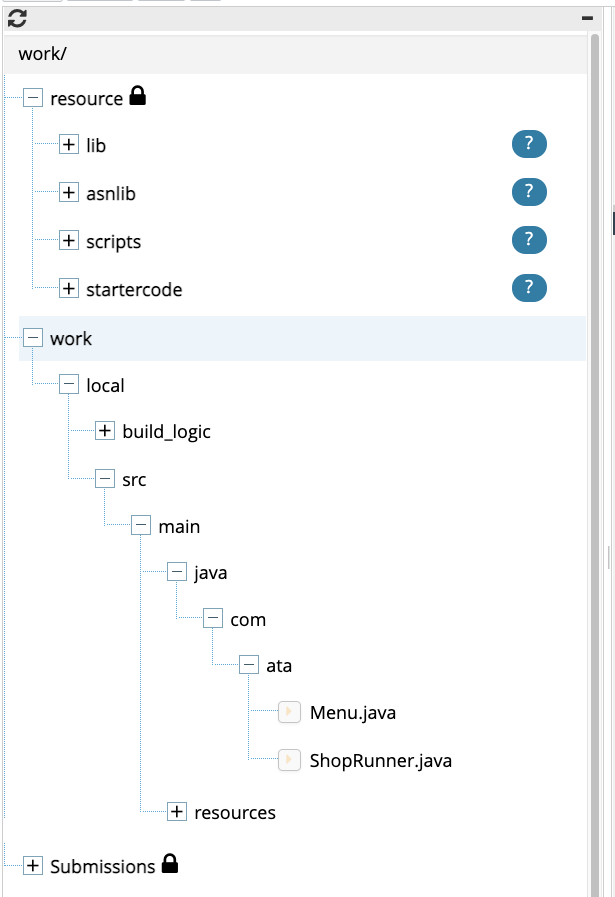 work/
resource
lib ?
asnlib ?
scripts ?
startercode ?
work
local
build_logic
src
main
java
com
ata
Menu.java
ShopRunner.java
resources
Submissions